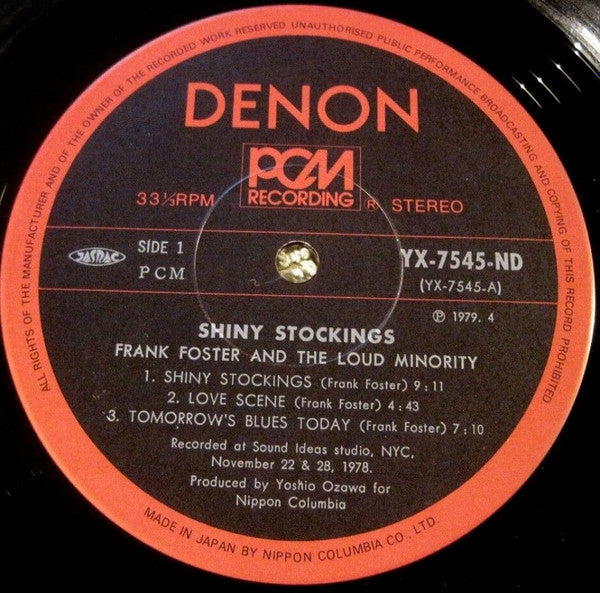 ALL RIGHTS OF THE MANUFACTURER AND OF THE OWNER OF THE RECORDED WORK RESERVED UNAUTHORISED PUBLIC PERFORMANCE BROADCASTING AND COPYING OF THIS RECORD PROHIBITED
DENON
PCM
RECORDING
33⅓RPM
R
STEREO
JASRAC
SIDE 1
PCM
YX-7545-ND
(YX-7545-A)
Ⓟ 1979. 4
SHINY STOCKINGS
FRANK FOSTER AND THE LOUD MINORITY
1. SHINY STOCKINGS (Frank Foster) 9:11
2. LOVE SCENE (Frank Foster) 4:43
3. TOMORROW'S BLUES TODAY (Frank Foster) 7:10
Recorded at Sound Ideas studio, NYC,
November 22 & 28, 1978.
Produced by Yoshio Ozawa for
Nippon Columbia
MADE IN JAPAN BY NIPPON COLUMBIA CO., LTD.